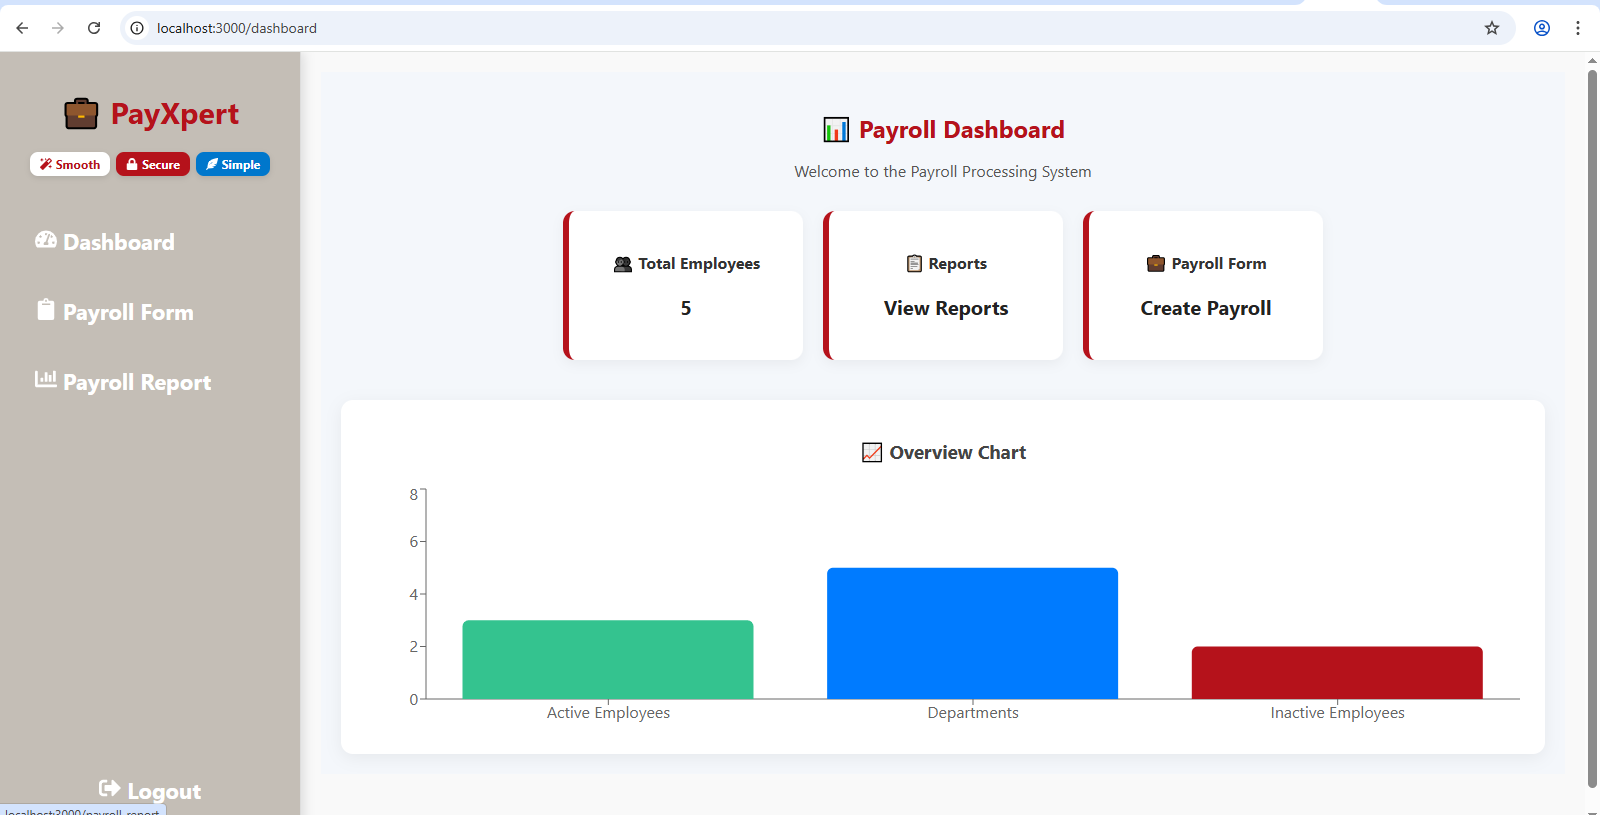 localhost:3000/dashboard
PayXpert
Smooth Secure Simple
Dashboard
Payroll Form
Payroll Report
Logout
localhost:3000/payroll-report
Payroll Dashboard
Welcome to the Payroll Processing System
Total Employees
5
Reports
View Reports
Payroll Form
Create Payroll
Overview Chart
8
6
4
2
0
Active Employees Departments Inactive Employees